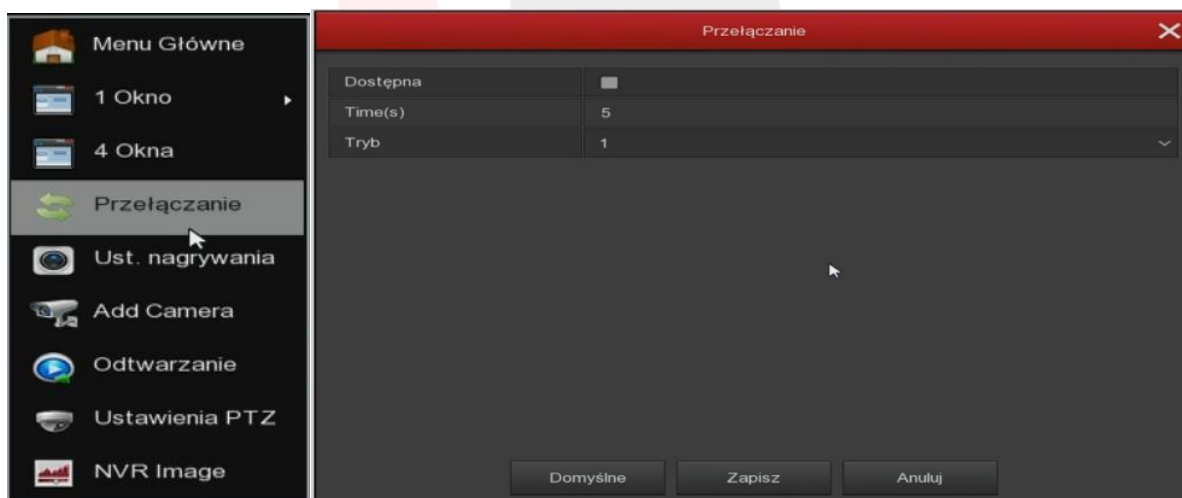 Menu Główne
1 Okno
4 Okna
Przełączanie
Ust. nagrywania
Add Camera
Odtwarzanie
Ustawienia PTZ
NVR Image
Przełączanie
Dostępna
Time(s) 5
Tryb 1
Domyślne Zapisz Anuluj